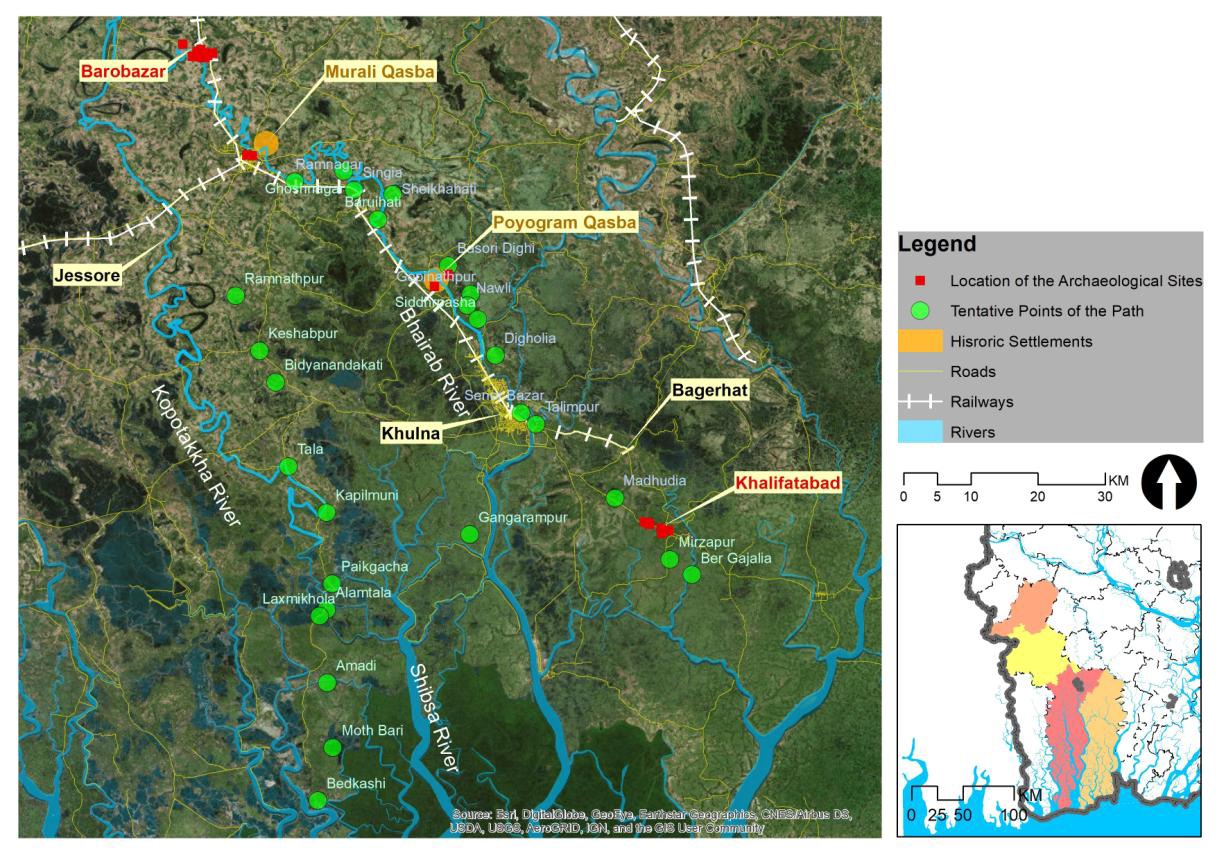 Barobazar
Murali Qasba
Ramnagar
Singia
Ghoshnagar
Sheikhahati
Baruihati
Poyogram Qasba
Basori Dighi
Jessore
Gopinathpur
Ramnathpur
Nawli
Siddhipasha
Bhairab River
Keshabpur
Digholia
Bidyanandakati
Kopotakkha River
Bagerhat
Sener Bazar
Talimpur
Khulna
Tala
Madhudia
Khalifatabad
Kapilmuni
Gangarampur
Mirzapur
Ber Gajalia
Paikgacha
Laxmikhola
Alamtala
Amadi
Shibsa River
Moth Bari
Bedkashi
Source: Esri, DigitalGlobe, GeoEye, Earthstar Geographics, CNES/Airbus DS,
USDA, USGS, AeroGRID, IGN, and the GIS User Community
Legend
Location of the Archaeological Sites
Tentative Points of the Path
Hisroric Settlements
Roads
Railways
Rivers
KM
0 5 10 20 30
KM
0 25 50 100